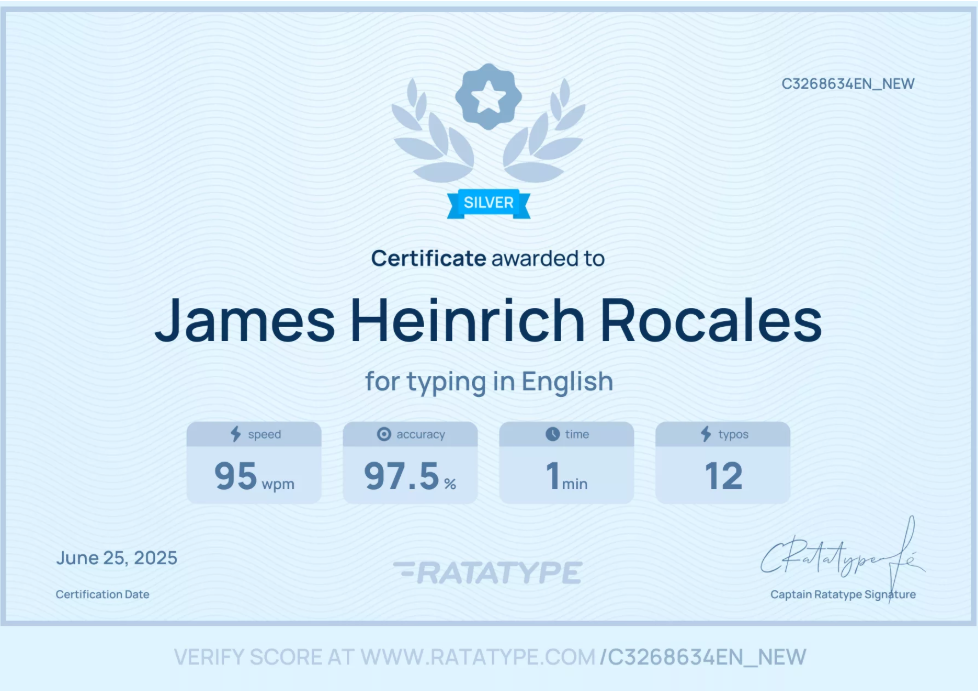 C3268634EN_NEW
SILVER
Certificate awarded to
James Heinrich Rocales
for typing in English
speed
95 wpm
accuracy
97.5 %
time
1 min
typos
12
June 25, 2025
Certification Date
RATATYPE
CRatatypefé
Captain Ratatype Signature
VERIFY SCORE AT WWW.RATATYPE.COM/C3268634EN_NEW